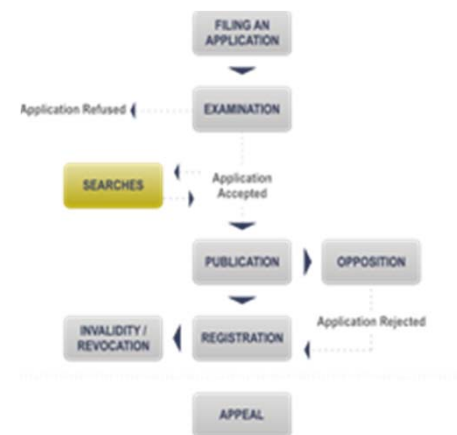 FILING AN
APPLICATION
Application Refused
EXAMINATION
SEARCHES
Application
Accepted
PUBLICATION
OPPOSITION
Application Rejected
INVALIDITY /
REVOCATION
REGISTRATION
APPEAL